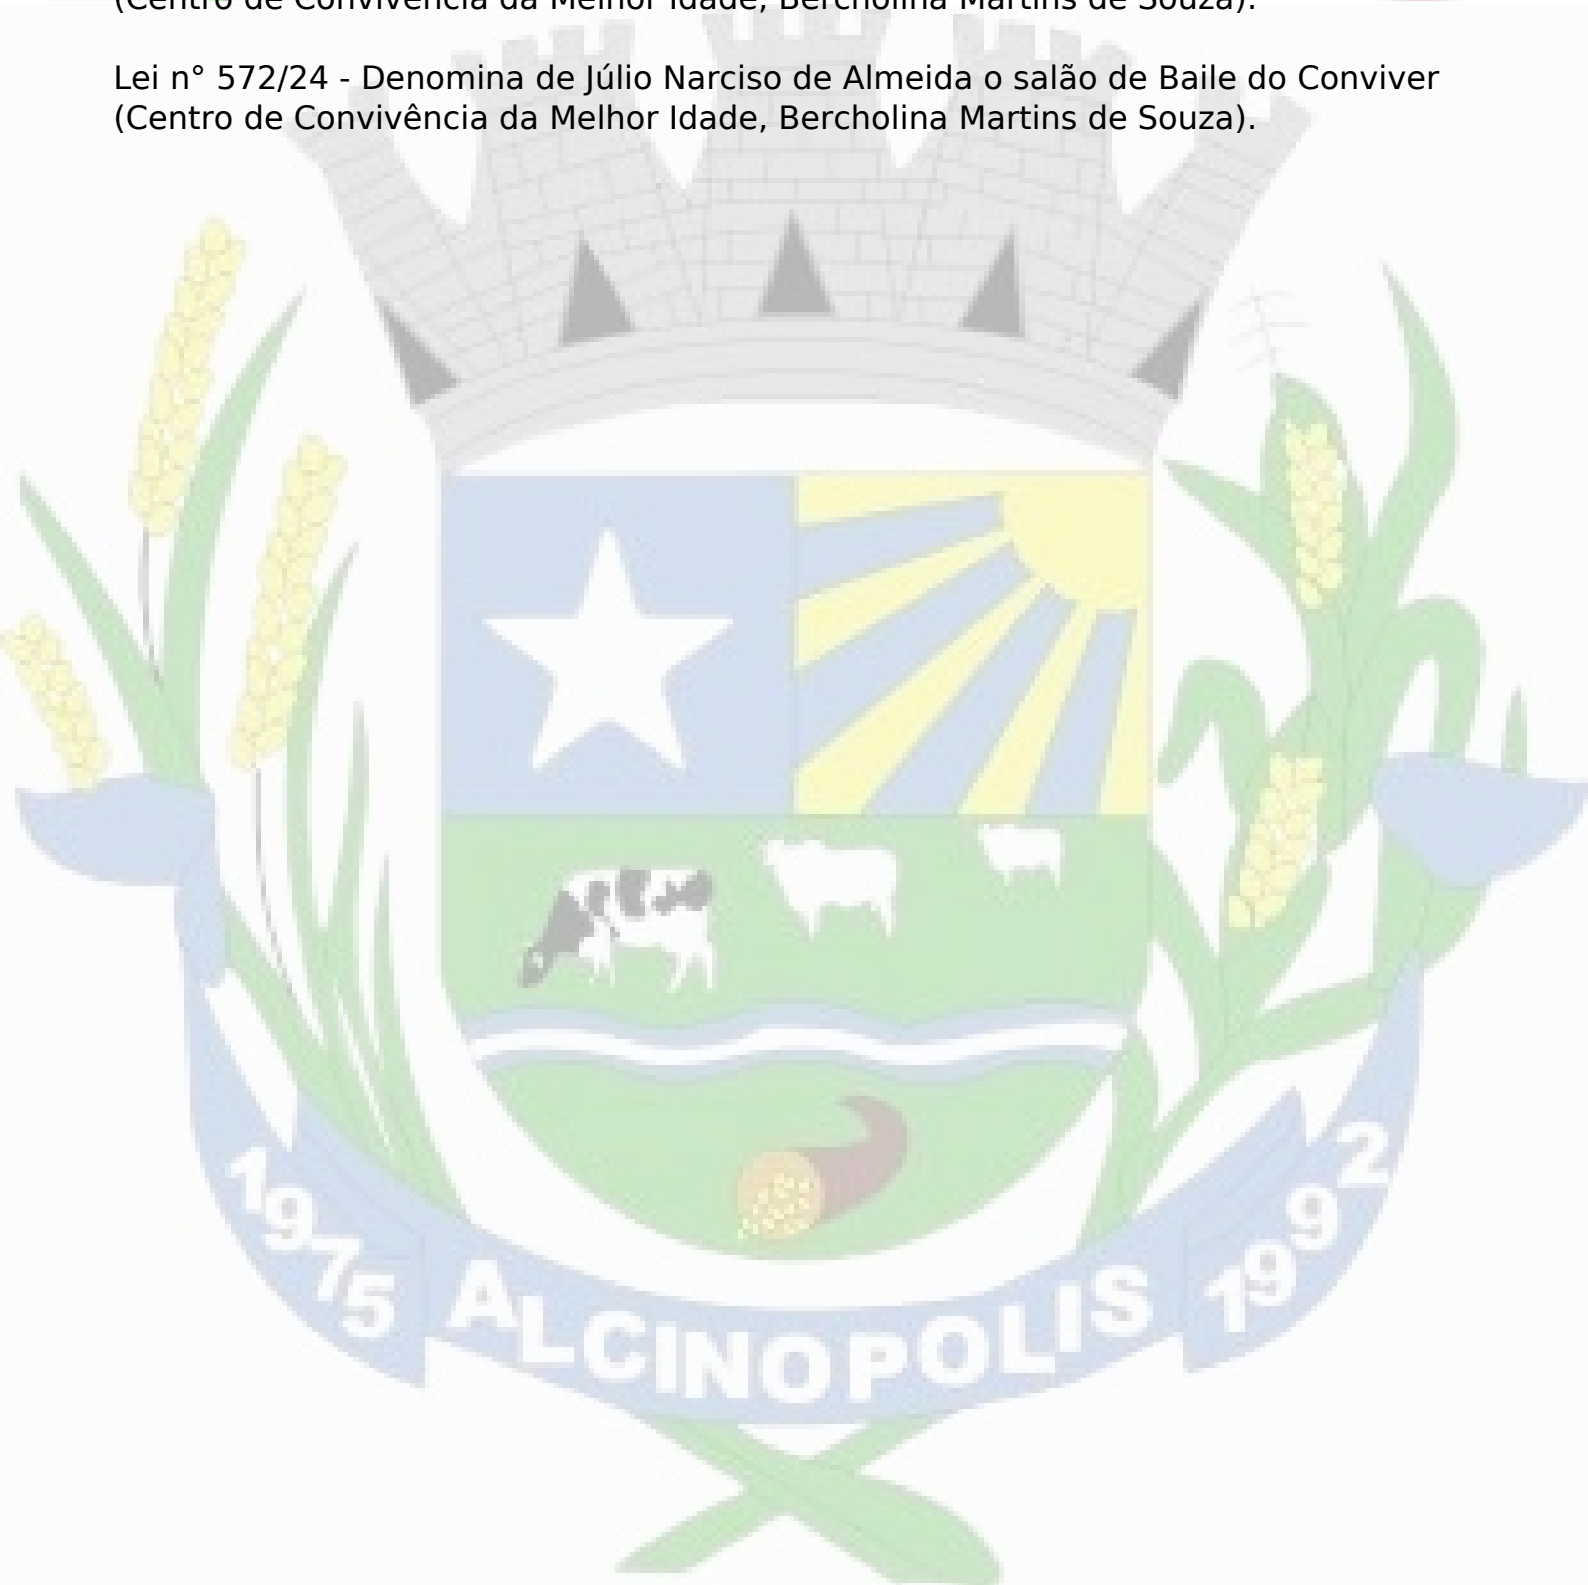 (Centro de Convivência da Melhor Idade, Bercholina Martins de Souza).
Lei n° 572/24 - Denomina de Júlio Narciso de Almeida o salão de Baile do Conviver
(Centro de Convivência da Melhor Idade, Bercholina Martins de Souza).
1975 ALCINOPOLIS 1992